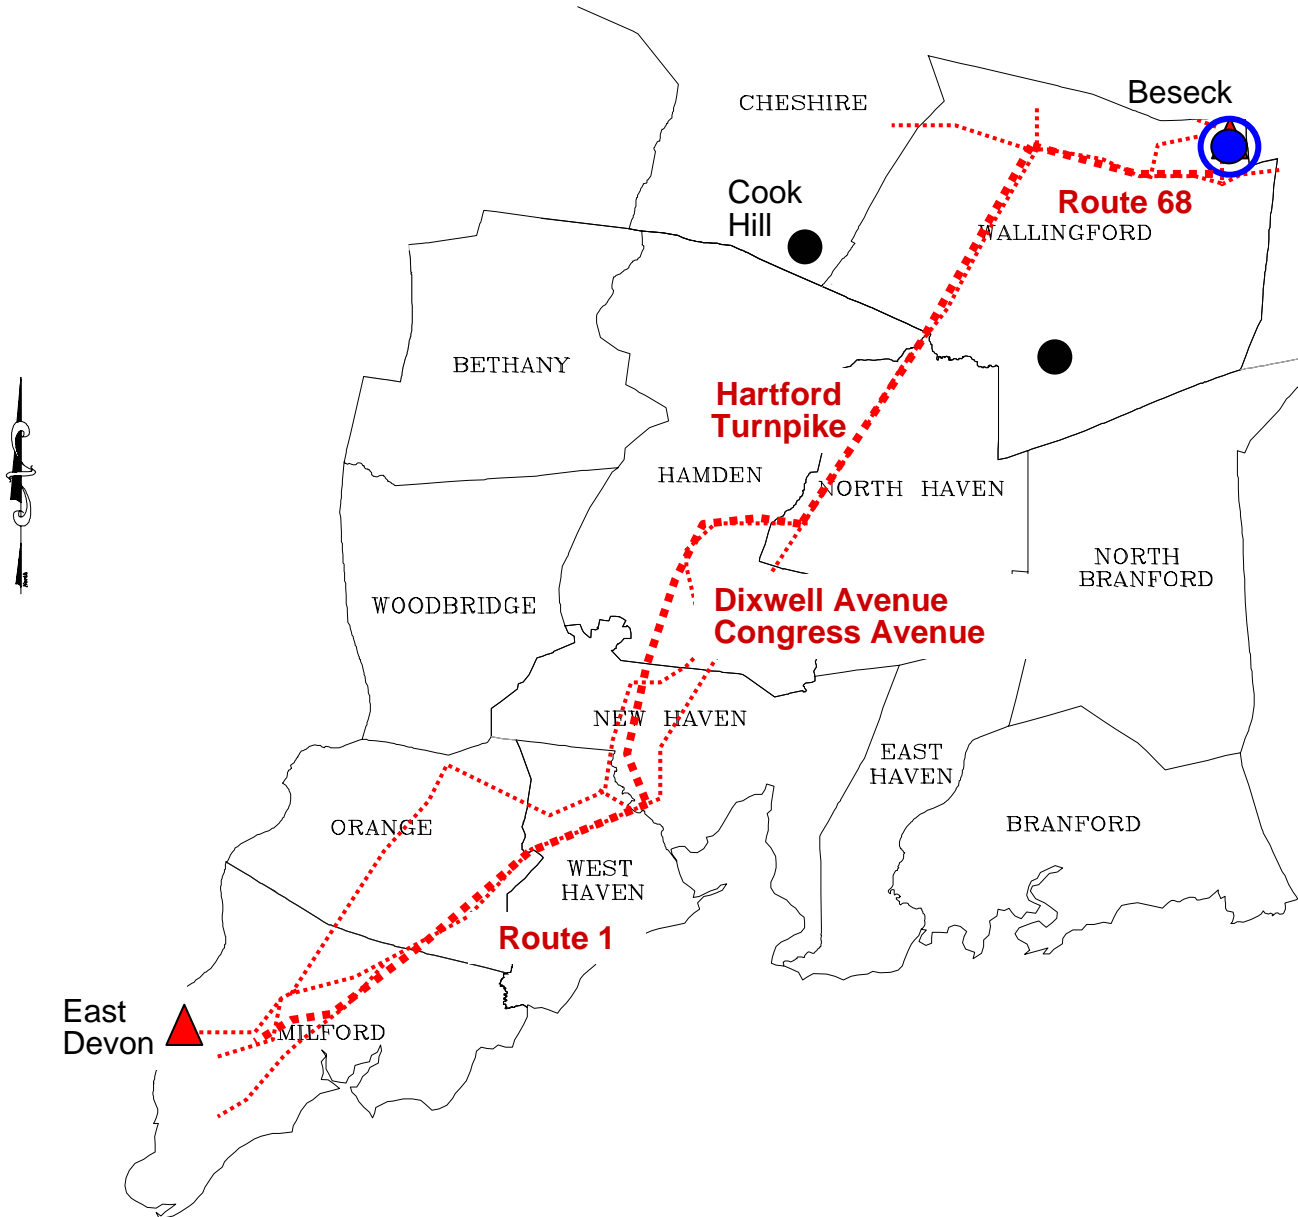 Beseck
CHESHIRE
Cook
Hill
Route 68
WALLINGFORD
BETHANY
Hartford
Turnpike
HAMDEN
NORTH HAVEN
NORTH
BRANFORD
WOODBRIDGE
Dixwell Avenue
Congress Avenue
NEW HAVEN
EAST
HAVEN
ORANGE
BRANFORD
WEST
HAVEN
Route 1
East
Devon
MILFORD
North